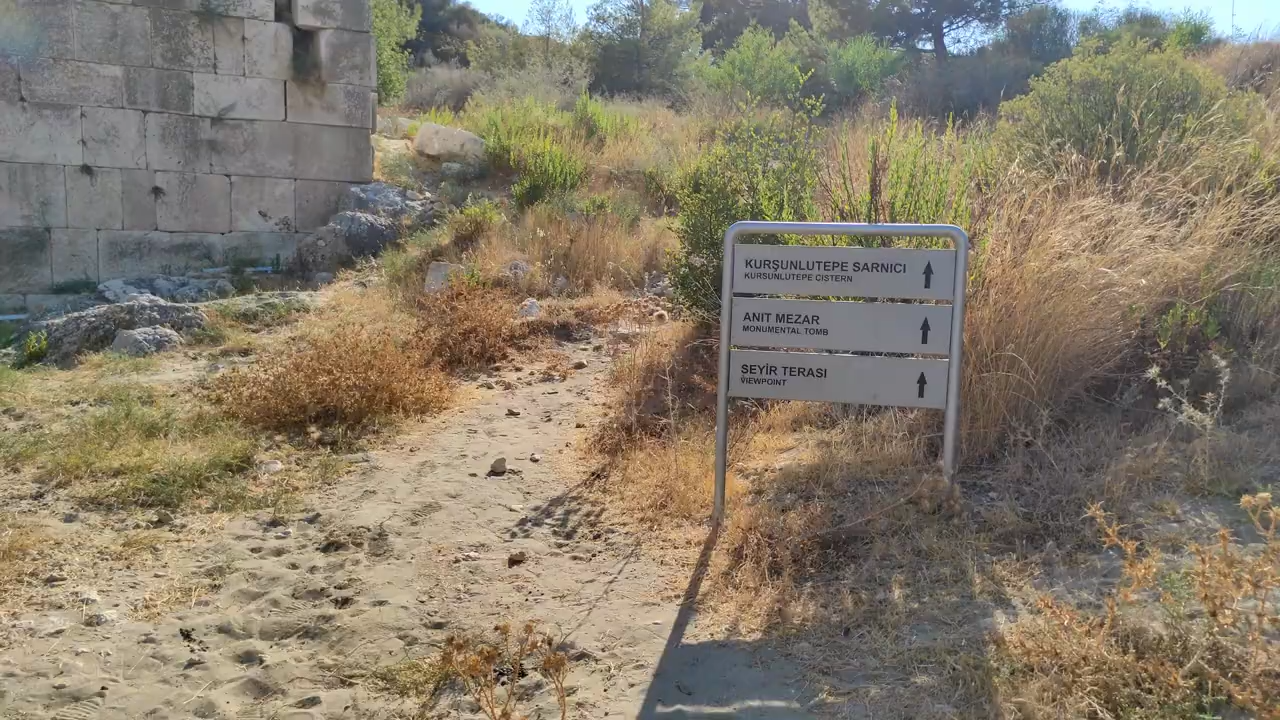 KURŞUNLUTEPE SARNICI
KURSUNLUTEPE CISTERN
ANIT MEZAR
MONUMENTAL TOMB
SEYİR TERASI
VIEWPOINT